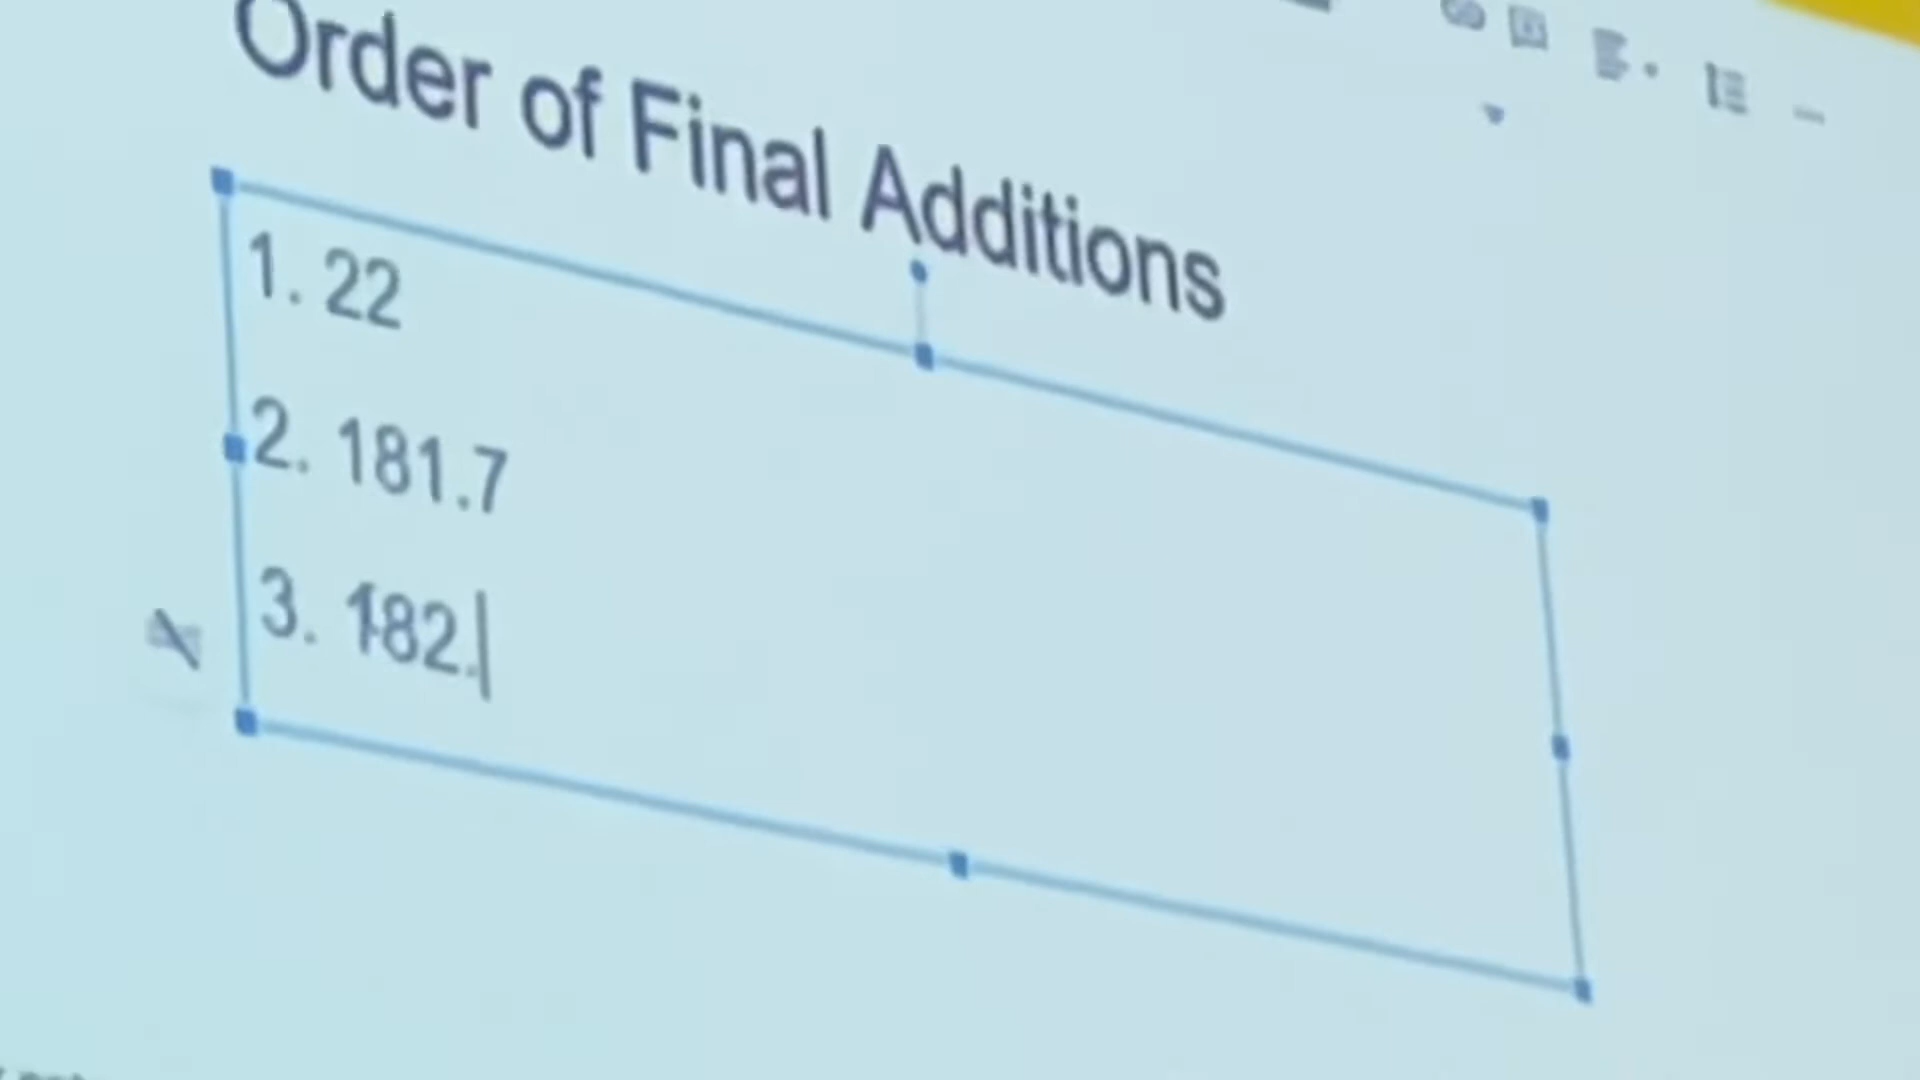 Order of Final Additions
1. 22
2. 181.7
3. 182.